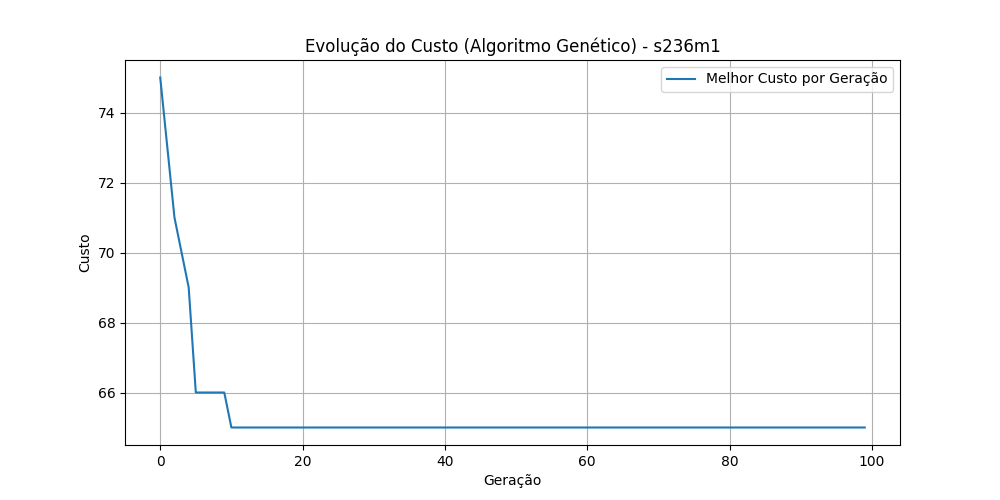 Evolução do Custo (Algoritmo Genético) - s236m1
Melhor Custo por Geração
74
72
70
68
66
Custo
0 20 40 60 80 100
Geração